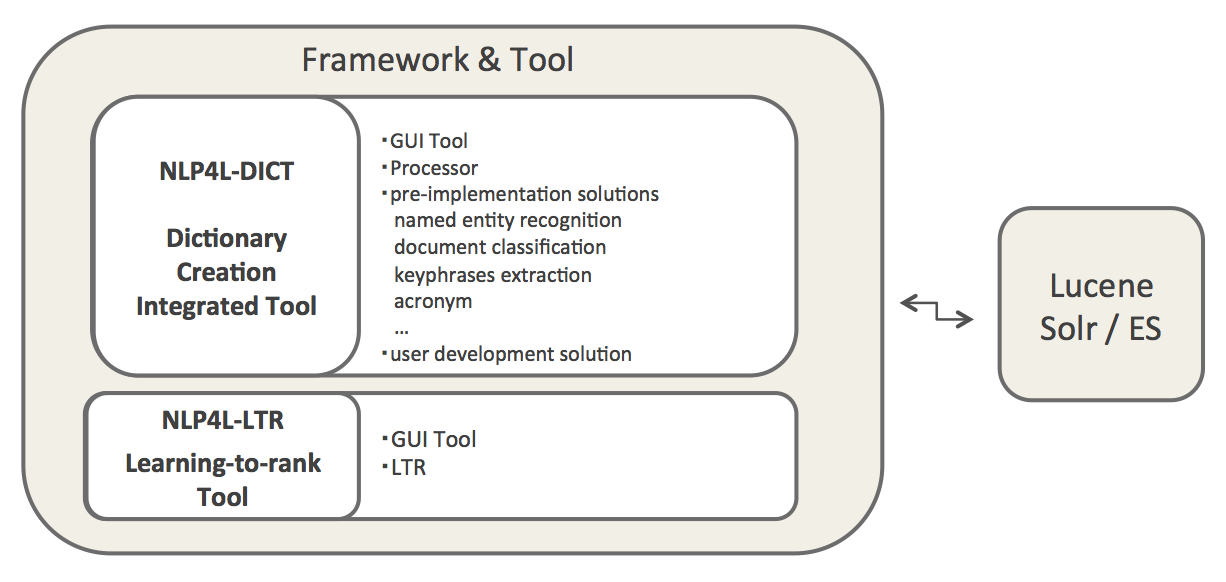 Framework & Tool
NLP4L-DICT
Dictionary
Creation
Integrated Tool
・GUI Tool
・Processor
・pre-implementation solutions
named entity recognition
document classification
keyphrases extraction
acronym
...
・user development solution
NLP4L-LTR
Learning-to-rank
Tool
・GUI Tool
・LTR
Lucene
Solr / ES